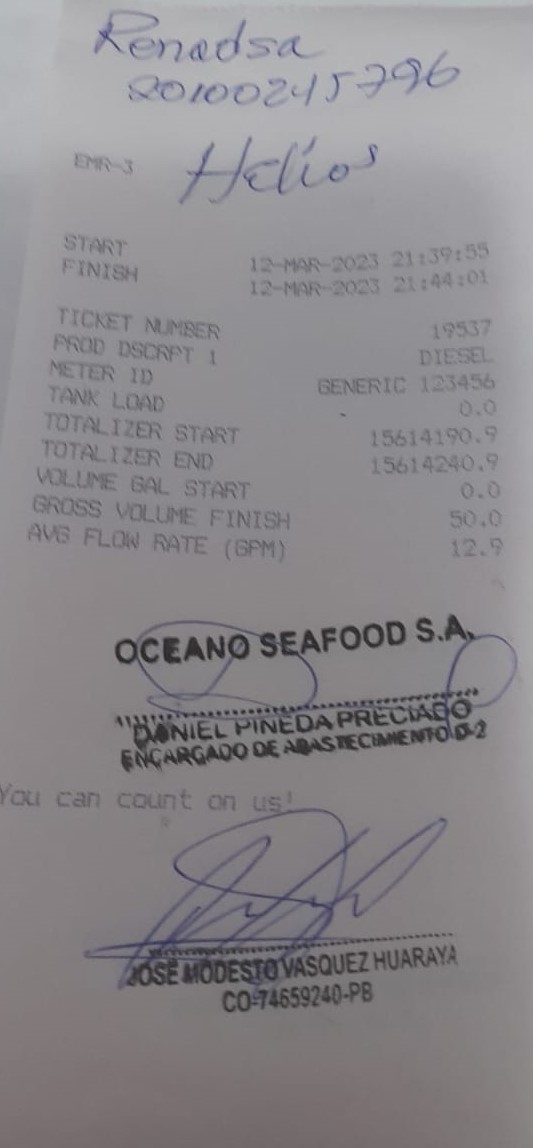 Renadsa
201002415796
EMR-3 Helios
START 12-MAR-2023 21:39:55
FINISH 12-MAR-2023 21:44:01
TICKET NUMBER 19537
PROD DSCRPT 1 DIESEL
METER ID GENERIC 123456
TANK LOAD 0.0
TOTALIZER START 15614190.9
TOTALIZER END 15614240.9
VOLUME GAL START 0.0
GROSS VOLUME FINISH 50.0
AVG FLOW RATE (GPM) 12.9
OCEANO SEAFOOD S.A.
DANIEL PINEDA PRECIADO
ENCARGADO DE ABASTECIMIENTO D-2
You can count on us!
JOSE MODESTO VASQUEZ HUARAYA
CO-74659240-PB